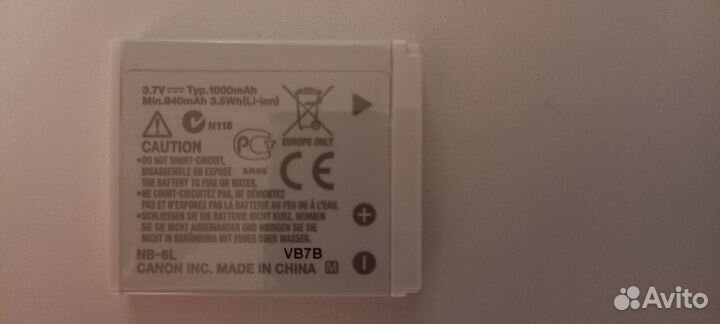 3.7V Typ.1000mAh
Min.940mAh 3.5Wh(Li-ion)
N118
CAUTION
EUROPE ONLY
•DO NOT SHORT-CIRCUIT,
DISASSEMBLE OR EXPOSE
THE BATTERY TO FIRE OR WATER.
PCT
AA46
CE
•NE COURT-CIRCUITEZ PAS, NE DÉMONTEZ
PAS ET N'EXPOSEZ PAS LA BATTERIE
AU FEU OU À L'EAU.
•SCHLIESSEN SIE DIE BATTERIE NICHT KURZ, NEHMEN
SIE SIE NICHT AUSEINANDER UND BRINGEN SIE SIE
NICHT IN BERÜHRUNG MIT FEUER ODER WASSER.
NB-6L VB7B
CANON INC. MADE IN CHINA M
Avito